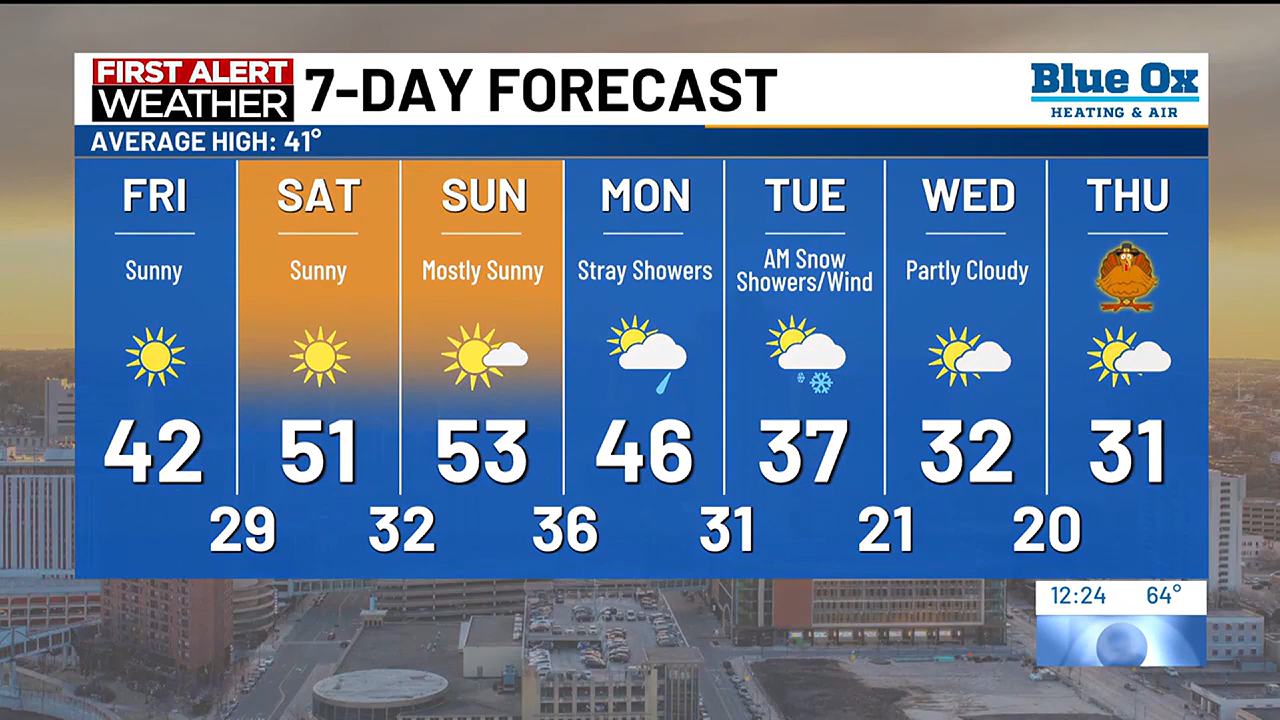 FIRST ALERT
WEATHER
7-DAY FORECAST
Blue Ox
HEATING & AIR
AVERAGE HIGH: 41°
FRI
SAT
SUN
MON
TUE
WED
THU
Sunny
Sunny
Mostly Sunny
Stray Showers
AM Snow
Showers/Wind
Partly Cloudy
42
51
53
46
37
32
31
29
32
36
31
21
20
12:24
64°